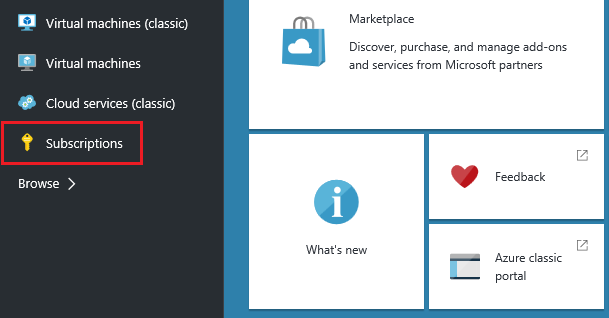 Virtual machines (classic)
Virtual machines
Cloud services (classic)
Subscriptions
Browse
Marketplace
Discover, purchase, and manage add-ons
and services from Microsoft partners
What's new
Feedback
Azure classic
portal